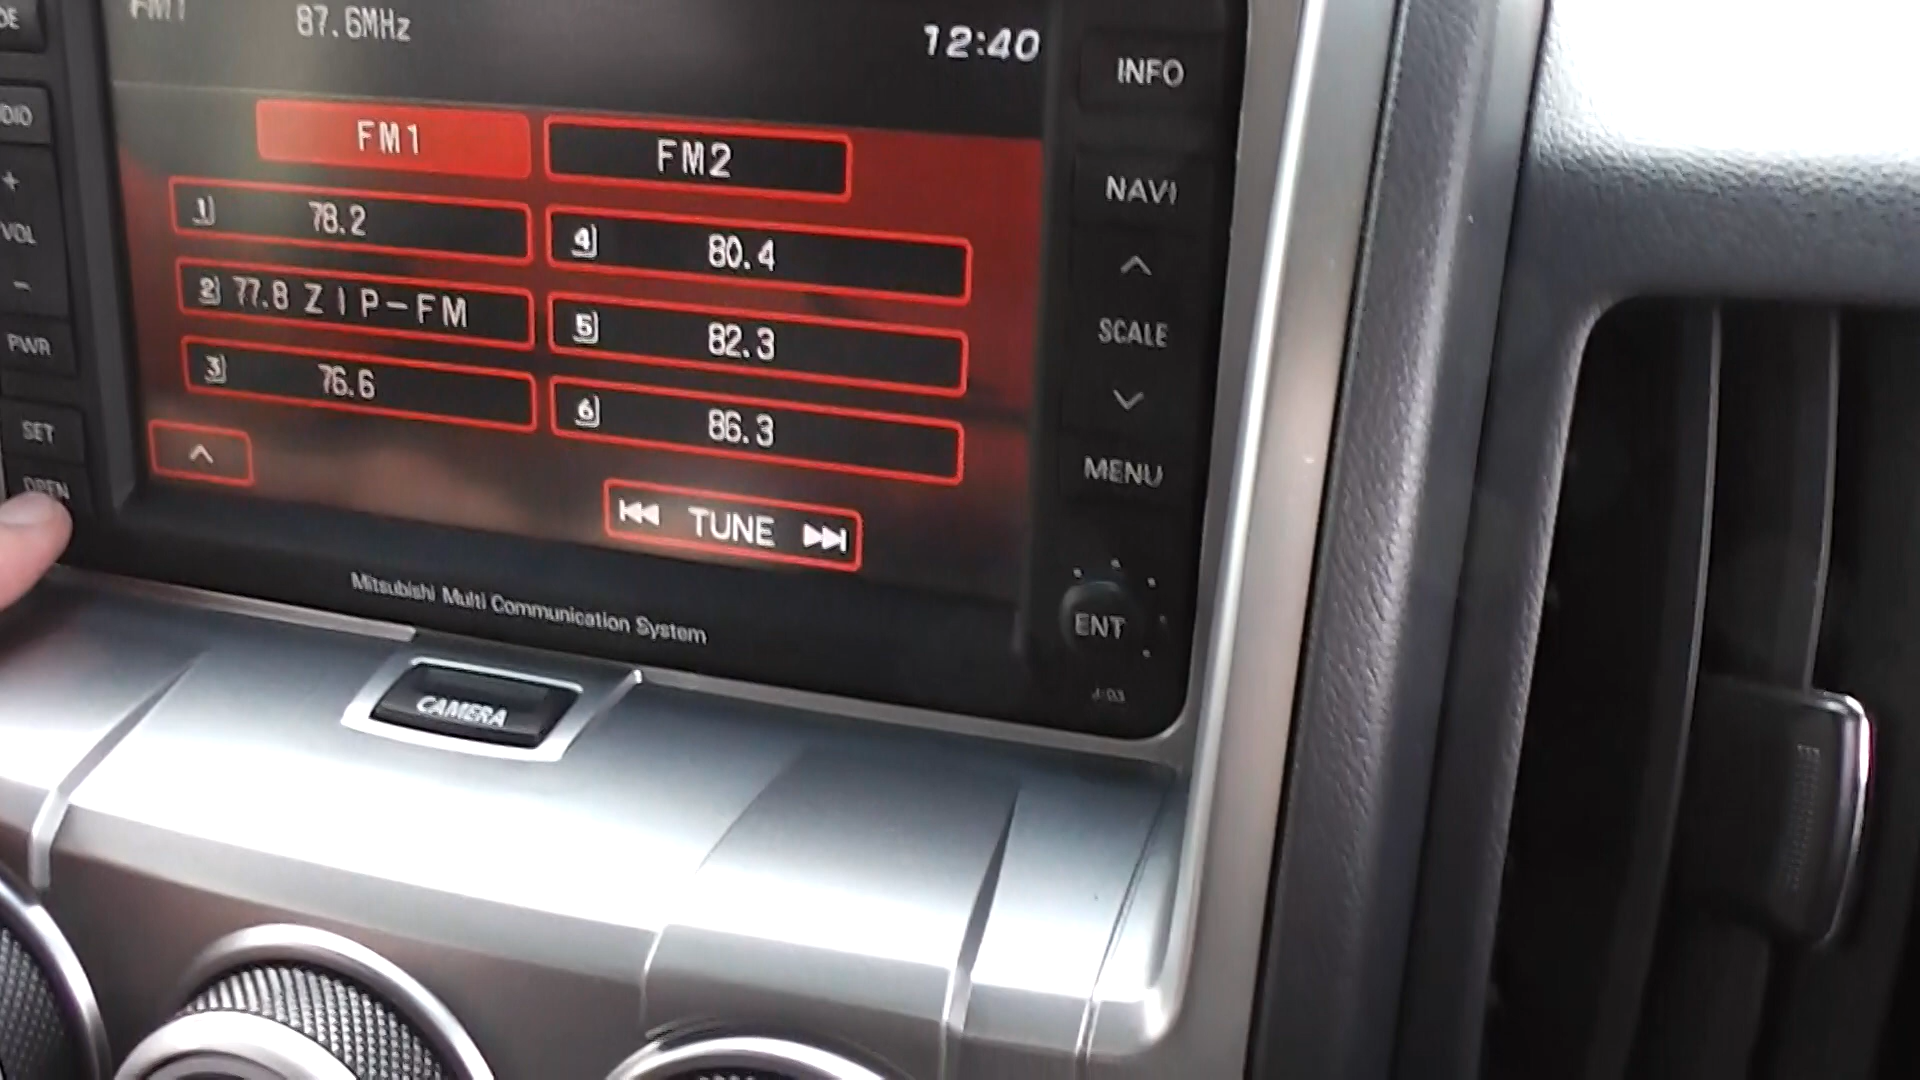 FM1 87.6MHz 12:40
INFO
FM1 FM2
NAVI
1 78.2
4 80.4
VOL
2 77.8 ZIP-FM
5 82.3
SCALE
PWR
3 76.6
6 86.3
SET
MENU
OPEN
TUNE
ENT
Mitsubishi Multi Communication System
CAMERA